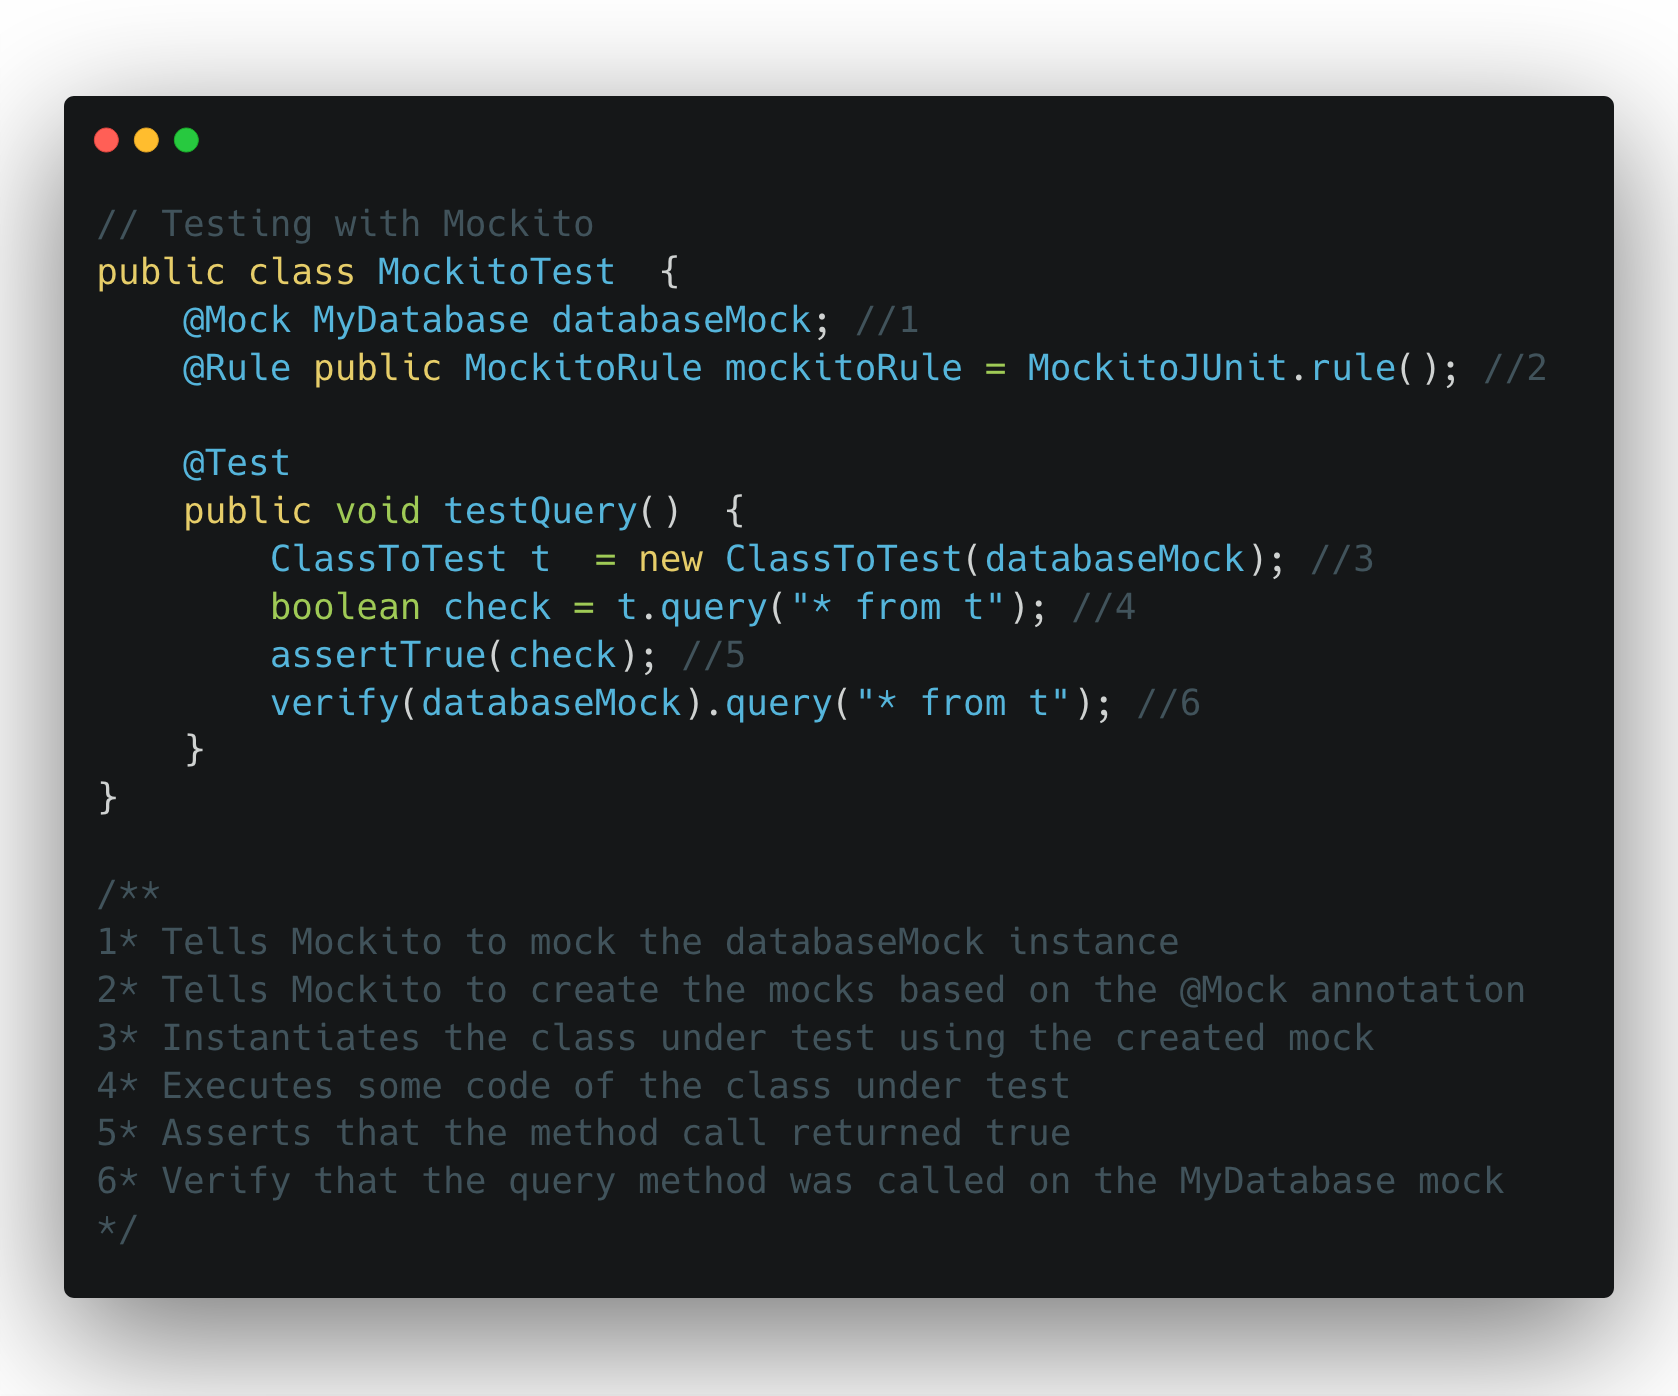 // Testing with Mockito
public class MockitoTest  {
    @Mock MyDatabase databaseMock; //1
    @Rule public MockitoRule mockitoRule = MockitoJUnit.rule(); //2

    @Test
    public void testQuery()  {
        ClassToTest t  = new ClassToTest(databaseMock); //3
        boolean check = t.query("* from t"); //4
        assertTrue(check); //5
        verify(databaseMock).query("* from t"); //6
    }
}

/**
1* Tells Mockito to mock the databaseMock instance
2* Tells Mockito to create the mocks based on the @Mock annotation
3* Instantiates the class under test using the created mock
4* Executes some code of the class under test
5* Asserts that the method call returned true
6* Verify that the query method was called on the MyDatabase mock
*/